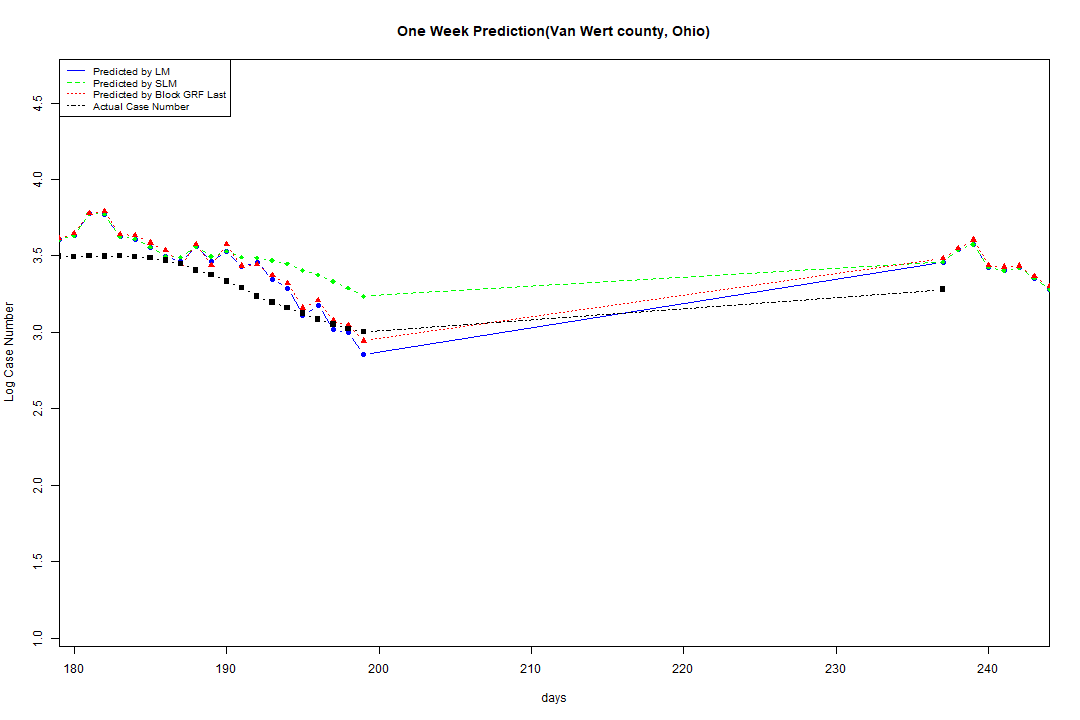 One Week Prediction(Van Wert county, Ohio)
Predicted by LM
Predicted by SLM
Predicted by Block GRF Last
Actual Case Number
4.5
4.0
3.5
3.0
2.5
2.0
1.5
1.0
Log Case Number
180 190 200 210 220 230 240
days